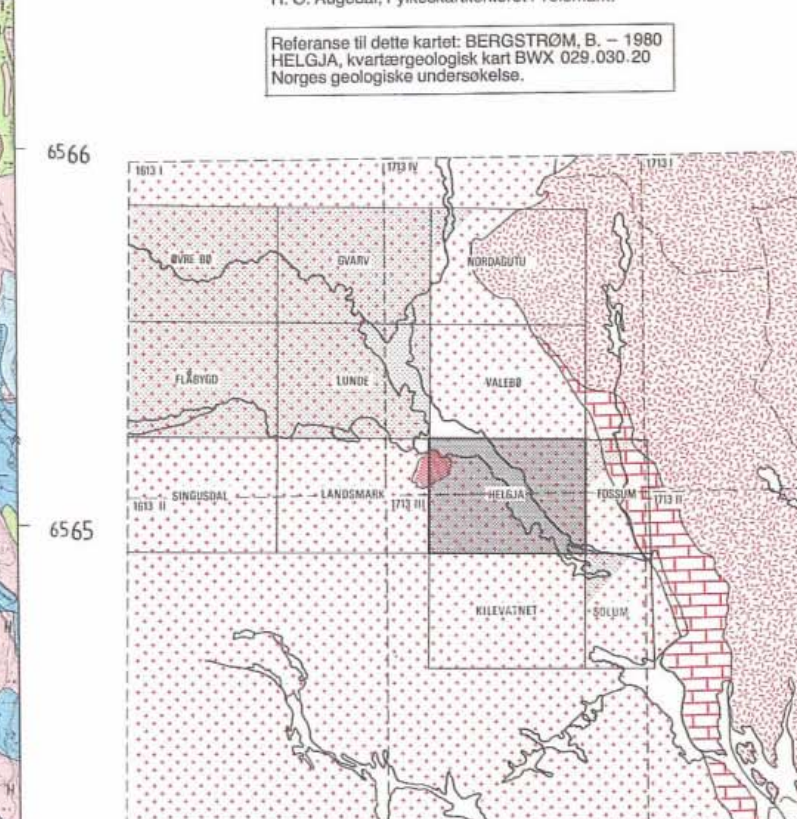 Referanse til dette kartet: BERGSTRØM, B. – 1980
HELGJA, kvartærgeologisk kart BWX 029.030.20
Norges geologiske undersøkelse.
6566
1613 I
1713 IV
1713 I
ØVRE BØ
GVARV
NORDAGUTU
FLÅBYGD
LUNDE
VALEBØ
SINGUSDAL
LANDSMARK
HELGJA
FOSSUM
1613 II
1713 III
1713 II
6565
KILEVATNET
SOLUM
H
H